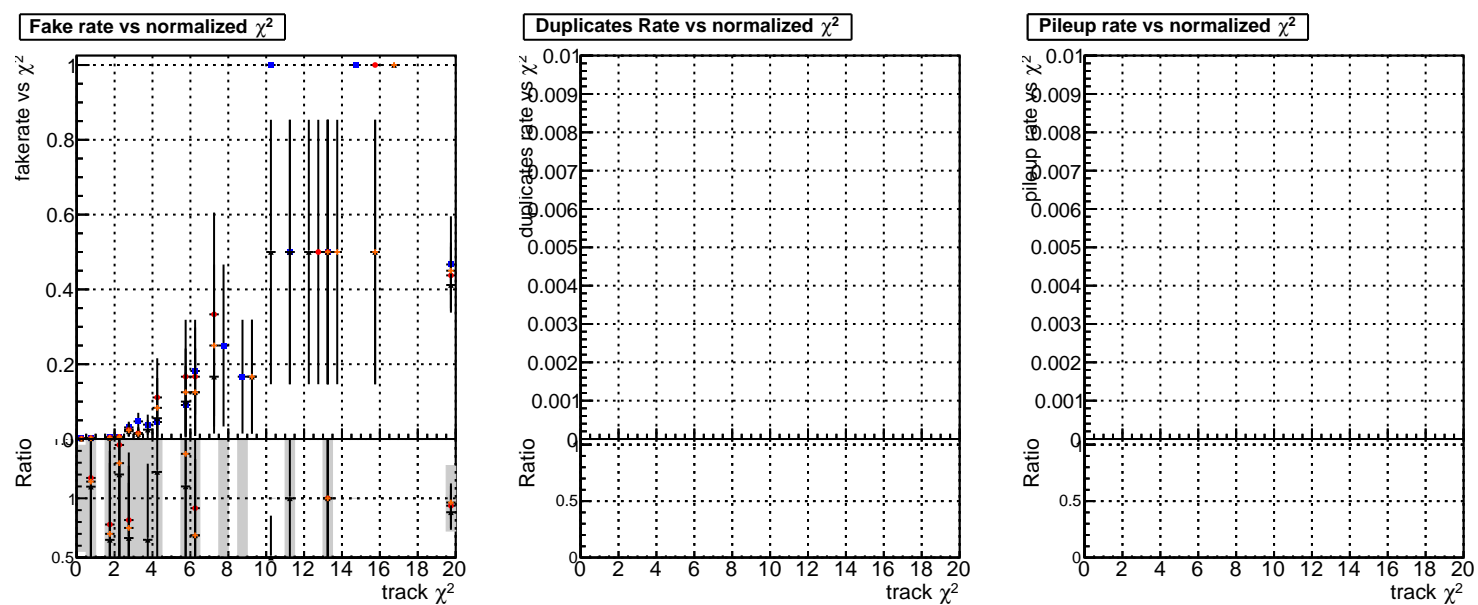 Fake rate vs normalized χ²
fakerate vs χ²
1
0.8
0.6
0.4
0.2
0
Ratio
1
0.5
0 2 4 6 8 10 12 14 16 18 20
track χ²
Duplicates Rate vs normalized χ²
duplicates rate vs χ²
0.01
0.009
0.008
0.007
0.006
0.005
0.004
0.003
0.002
0.001
0
Ratio
1
0.5
0
0 2 4 6 8 10 12 14 16 18 20
track χ²
Pileup rate vs normalized χ²
pileup rate vs χ²
0.01
0.009
0.008
0.007
0.006
0.005
0.004
0.003
0.002
0.001
0
Ratio
1
0.5
0
0 2 4 6 8 10 12 14 16 18 20
track χ²